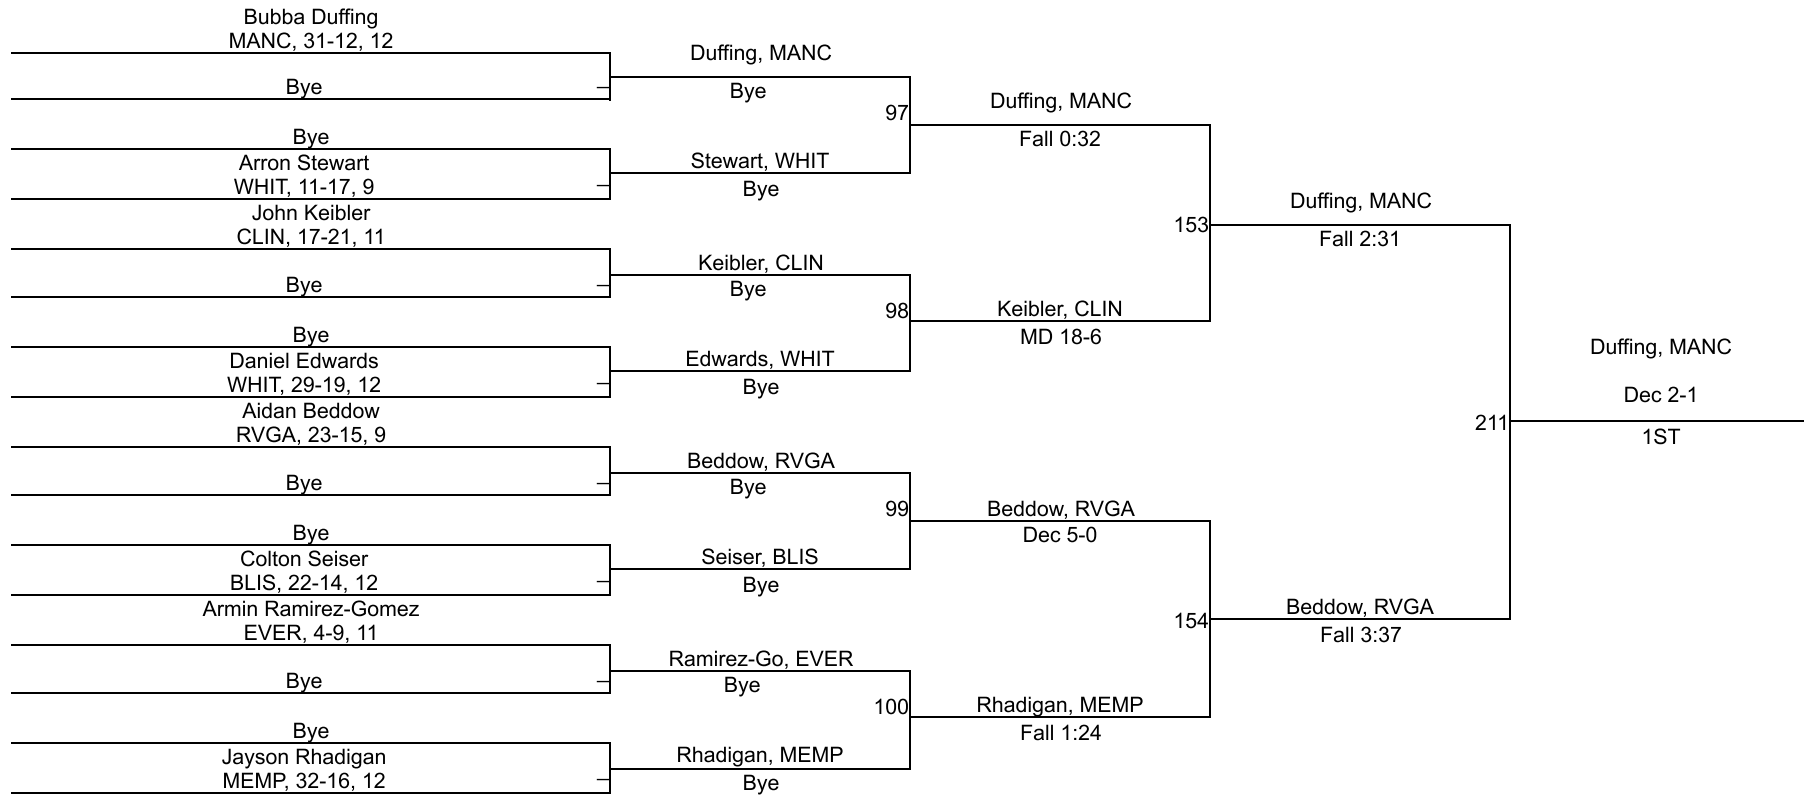 Bubba Duffing
MANC, 31-12, 12
Bye
Bye
Arron Stewart
WHIT, 11-17, 9
John Keibler
CLIN, 17-21, 11
Bye
Bye
Daniel Edwards
WHIT, 29-19, 12
Aidan Beddow
RVGA, 23-15, 9
Bye
Bye
Colton Seiser
BLIS, 22-14, 12
Armin Ramirez-Gomez
EVER, 4-9, 11
Bye
Bye
Jayson Rhadigan
MEMP, 32-16, 12
Duffing, MANC
Bye
97
Stewart, WHIT
Bye
Keibler, CLIN
Bye
98
Edwards, WHIT
Bye
Beddow, RVGA
Bye
99
Seiser, BLIS
Bye
Ramirez-Go, EVER
Bye
100
Rhadigan, MEMP
Bye
Duffing, MANC
Fall 0:32
153
Keibler, CLIN
MD 18-6
Beddow, RVGA
Dec 5-0
154
Rhadigan, MEMP
Fall 1:24
Duffing, MANC
Fall 2:31
211
Beddow, RVGA
Fall 3:37
Duffing, MANC
Dec 2-1
1ST